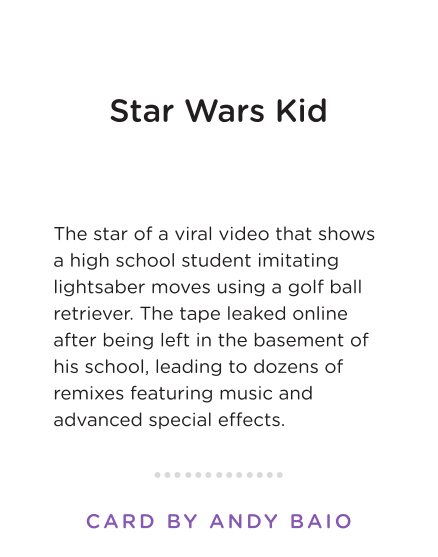 Star Wars Kid
The star of a viral video that shows
a high school student imitating
lightsaber moves using a golf ball
retriever. The tape leaked online
after being left in the basement of
his school, leading to dozens of
remixes featuring music and
advanced special effects.
CARD BY ANDY BAIO